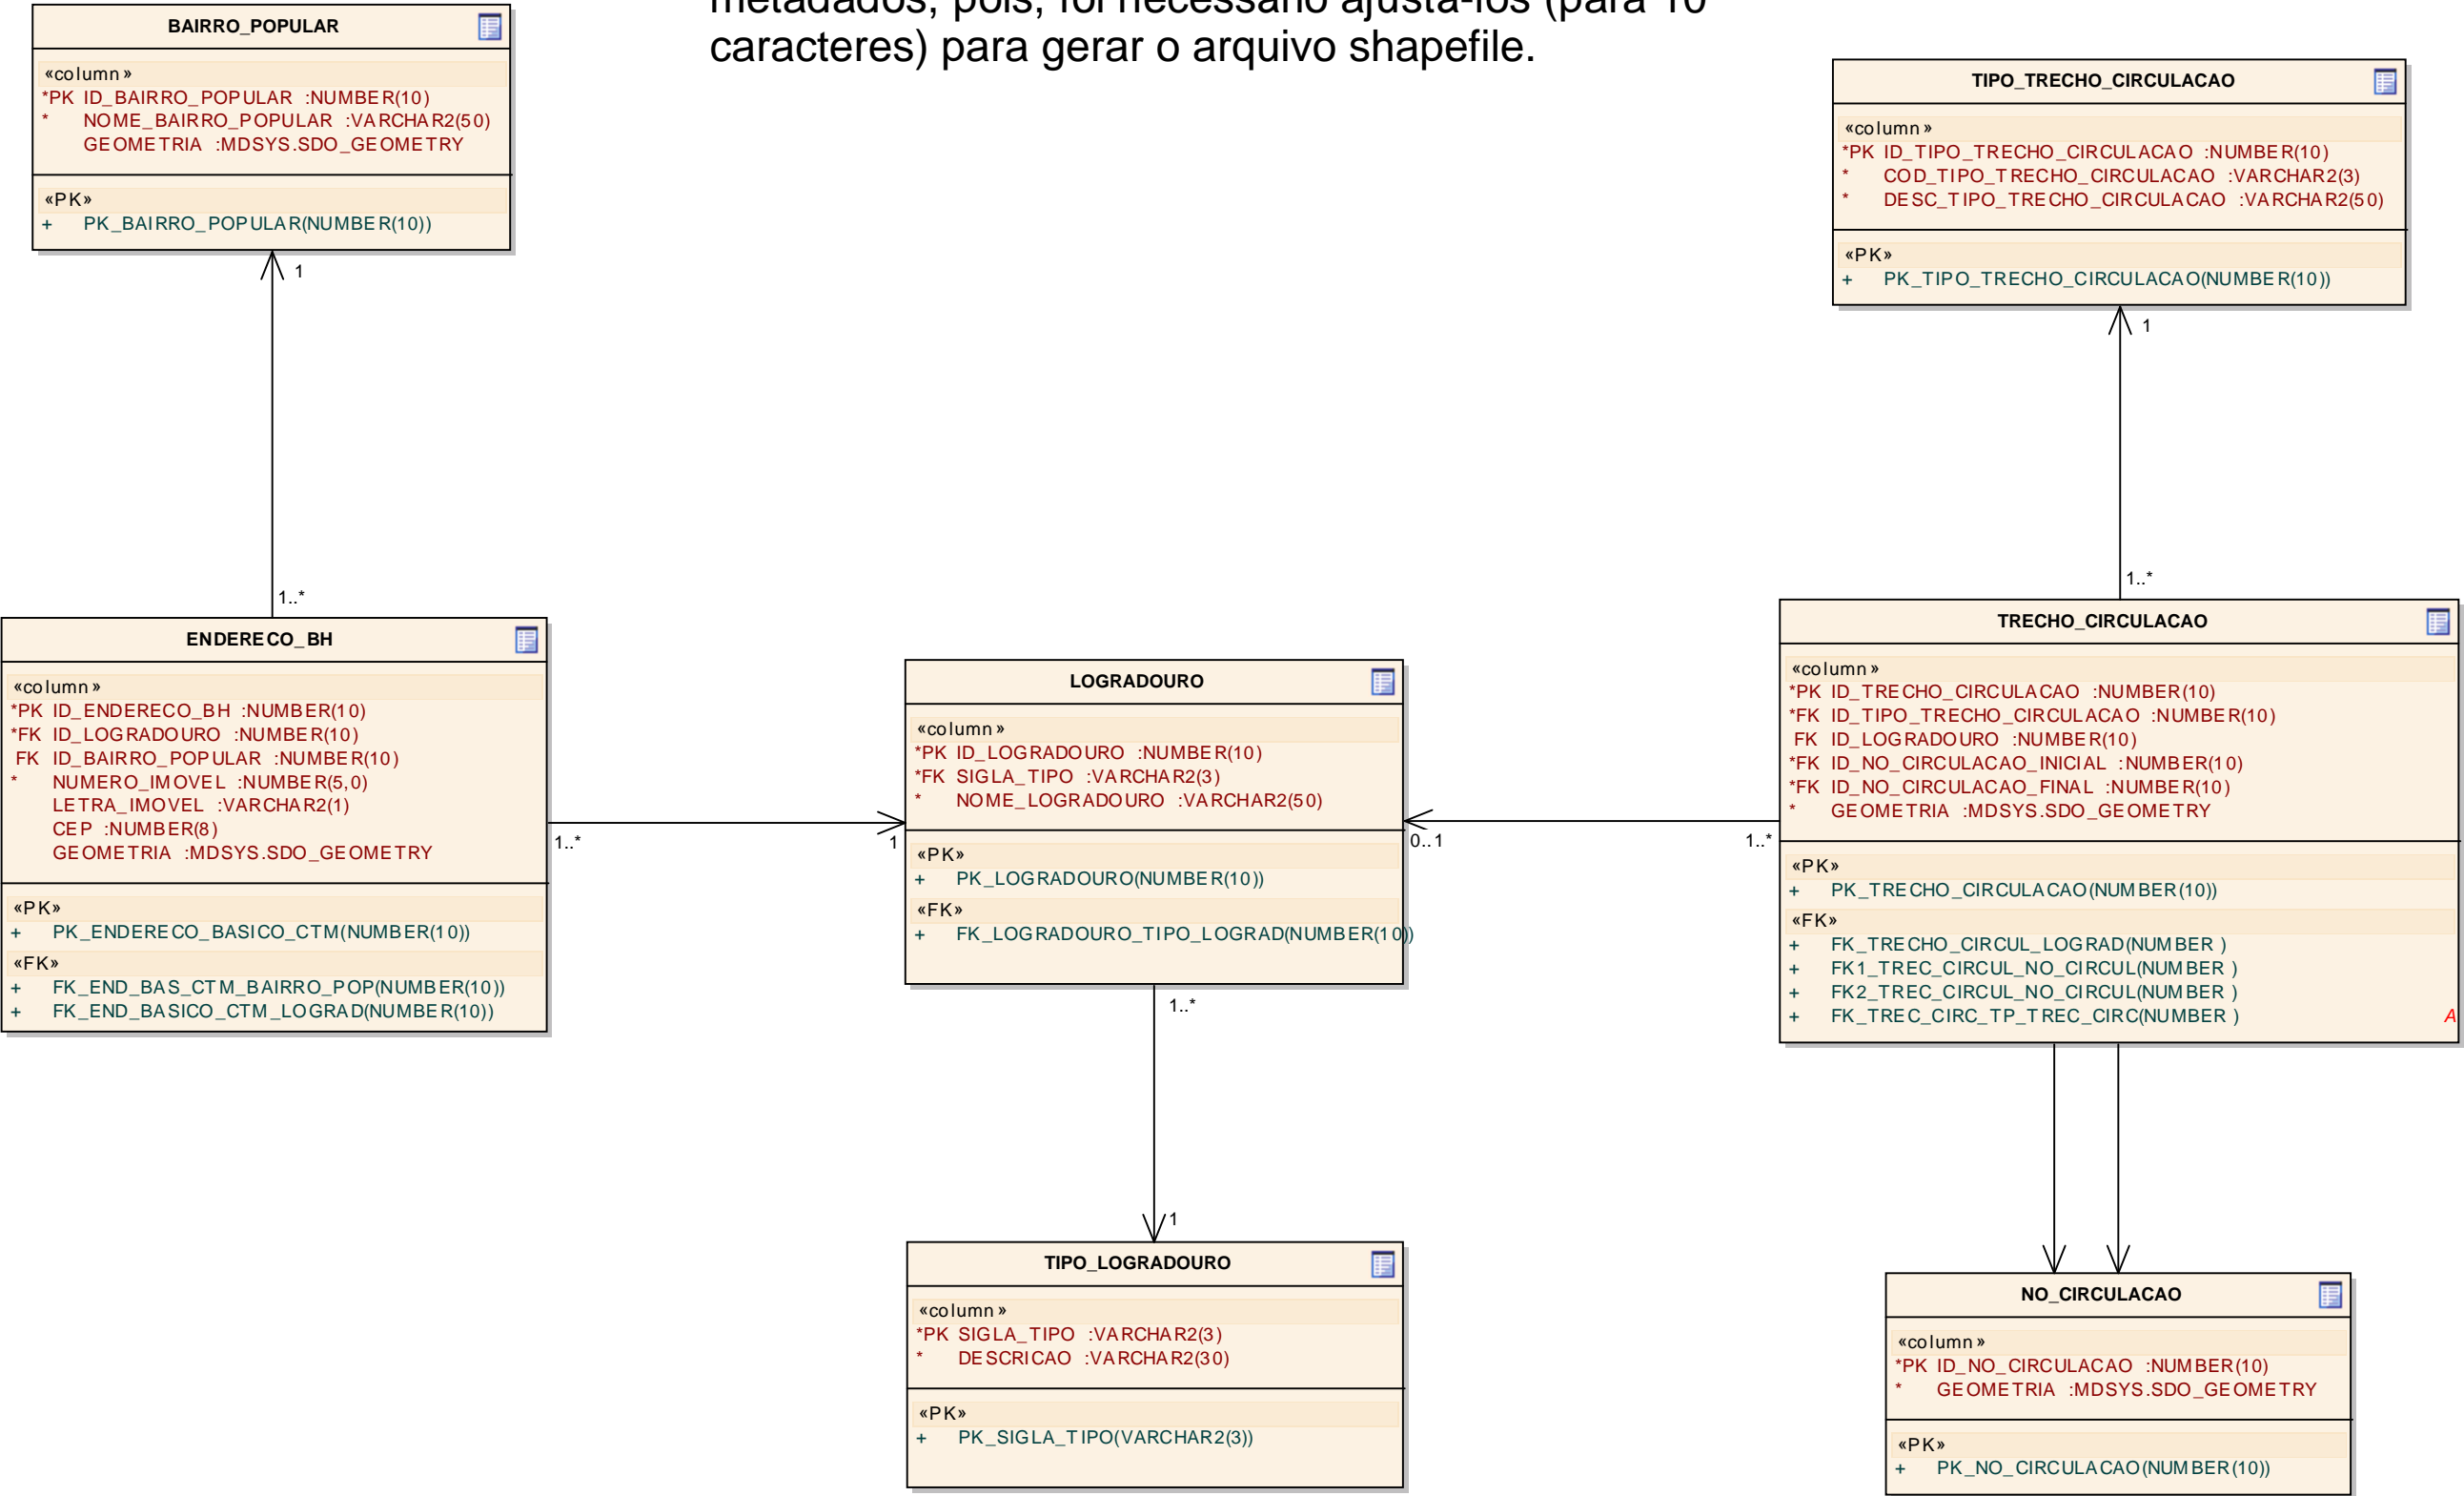 metadados, pois, foi necessário ajustá-los (para 10
caracteres) para gerar o arquivo shapefile.
BAIRRO_POPULAR
«column»
*PK ID_BAIRRO_POPULAR :NUMBER(10)
* NOME_BAIRRO_POPULAR :VARCHAR2(50)
GEOMETRIA :MDSYS.SDO_GEOMETRY
«PK»
+ PK_BAIRRO_POPULAR(NUMBER(10))
1
1..*
TIPO_TRECHO_CIRCULACAO
«column»
*PK ID_TIPO_TRECHO_CIRCULACAO :NUMBER(10)
* COD_TIPO_TRECHO_CIRCULACAO :VARCHAR2(3)
* DESC_TIPO_TRECHO_CIRCULACAO :VARCHAR2(50)
«PK»
+ PK_TIPO_TRECHO_CIRCULACAO(NUMBER(10))
1
1..*
ENDERECO_BH
«column»
*PK ID_ENDERECO_BH :NUMBER(10)
*FK ID_LOGRADOURO :NUMBER(10)
FK ID_BAIRRO_POPULAR :NUMBER(10)
* NUMERO_IMOVEL :NUMBER(5,0)
LETRA_IMOVEL :VARCHAR2(1)
CEP :NUMBER(8)
GEOMETRIA :MDSYS.SDO_GEOMETRY
«PK»
+ PK_ENDERECO_BASICO_CTM(NUMBER(10))
«FK»
+ FK_END_BAS_CTM_BAIRRO_POP(NUMBER(10))
+ FK_END_BASICO_CTM_LOGRAD(NUMBER(10))
1..*
1
LOGRADOURO
«column»
*PK ID_LOGRADOURO :NUMBER(10)
*FK SIGLA_TIPO :VARCHAR2(3)
* NOME_LOGRADOURO :VARCHAR2(50)
«PK»
+ PK_LOGRADOURO(NUMBER(10))
«FK»
+ FK_LOGRADOURO_TIPO_LOGRAD(NUMBER(10))
0..1
1..*
TRECHO_CIRCULACAO
«column»
*PK ID_TRECHO_CIRCULACAO :NUMBER(10)
*FK ID_TIPO_TRECHO_CIRCULACAO :NUMBER(10)
FK ID_LOGRADOURO :NUMBER(10)
*FK ID_NO_CIRCULACAO_INICIAL :NUMBER(10)
*FK ID_NO_CIRCULACAO_FINAL :NUMBER(10)
* GEOMETRIA :MDSYS.SDO_GEOMETRY
«PK»
+ PK_TRECHO_CIRCULACAO(NUMBER(10))
«FK»
+ FK_TRECHO_CIRCUL_LOGRAD(NUMBER )
+ FK1_TREC_CIRCUL_NO_CIRCUL(NUMBER )
+ FK2_TREC_CIRCUL_NO_CIRCUL(NUMBER )
+ FK_TREC_CIRC_TP_TREC_CIRC(NUMBER ) A
1..*
1
TIPO_LOGRADOURO
«column»
*PK SIGLA_TIPO :VARCHAR2(3)
* DESCRICAO :VARCHAR2(30)
«PK»
+ PK_SIGLA_TIPO(VARCHAR2(3))
NO_CIRCULACAO
«column»
*PK ID_NO_CIRCULACAO :NUMBER(10)
* GEOMETRIA :MDSYS.SDO_GEOMETRY
«PK»
+ PK_NO_CIRCULACAO(NUMBER(10))